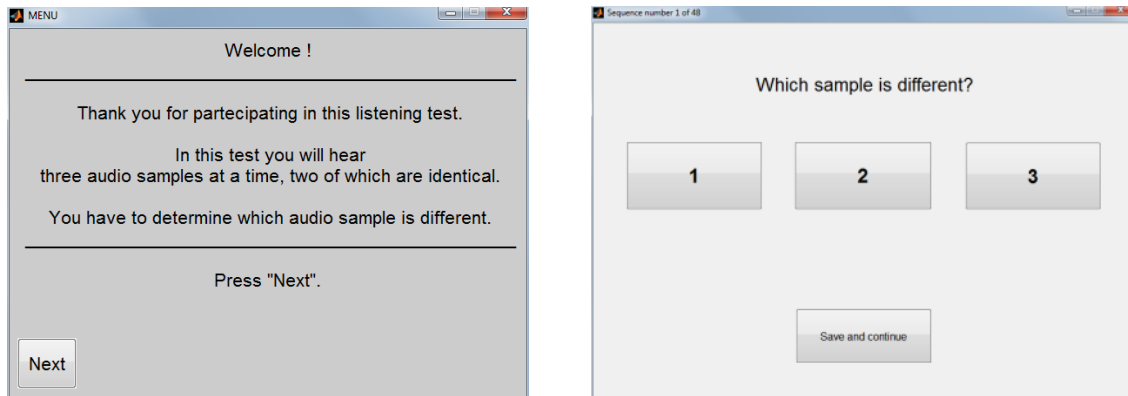 MENU
Welcome !
Thank you for partecipating in this listening test.
In this test you will hear
three audio samples at a time, two of which are identical.
You have to determine which audio sample is different.
Press "Next".
Next
Sequence number 1 of 48
Which sample is different?
1 2 3
Save and continue